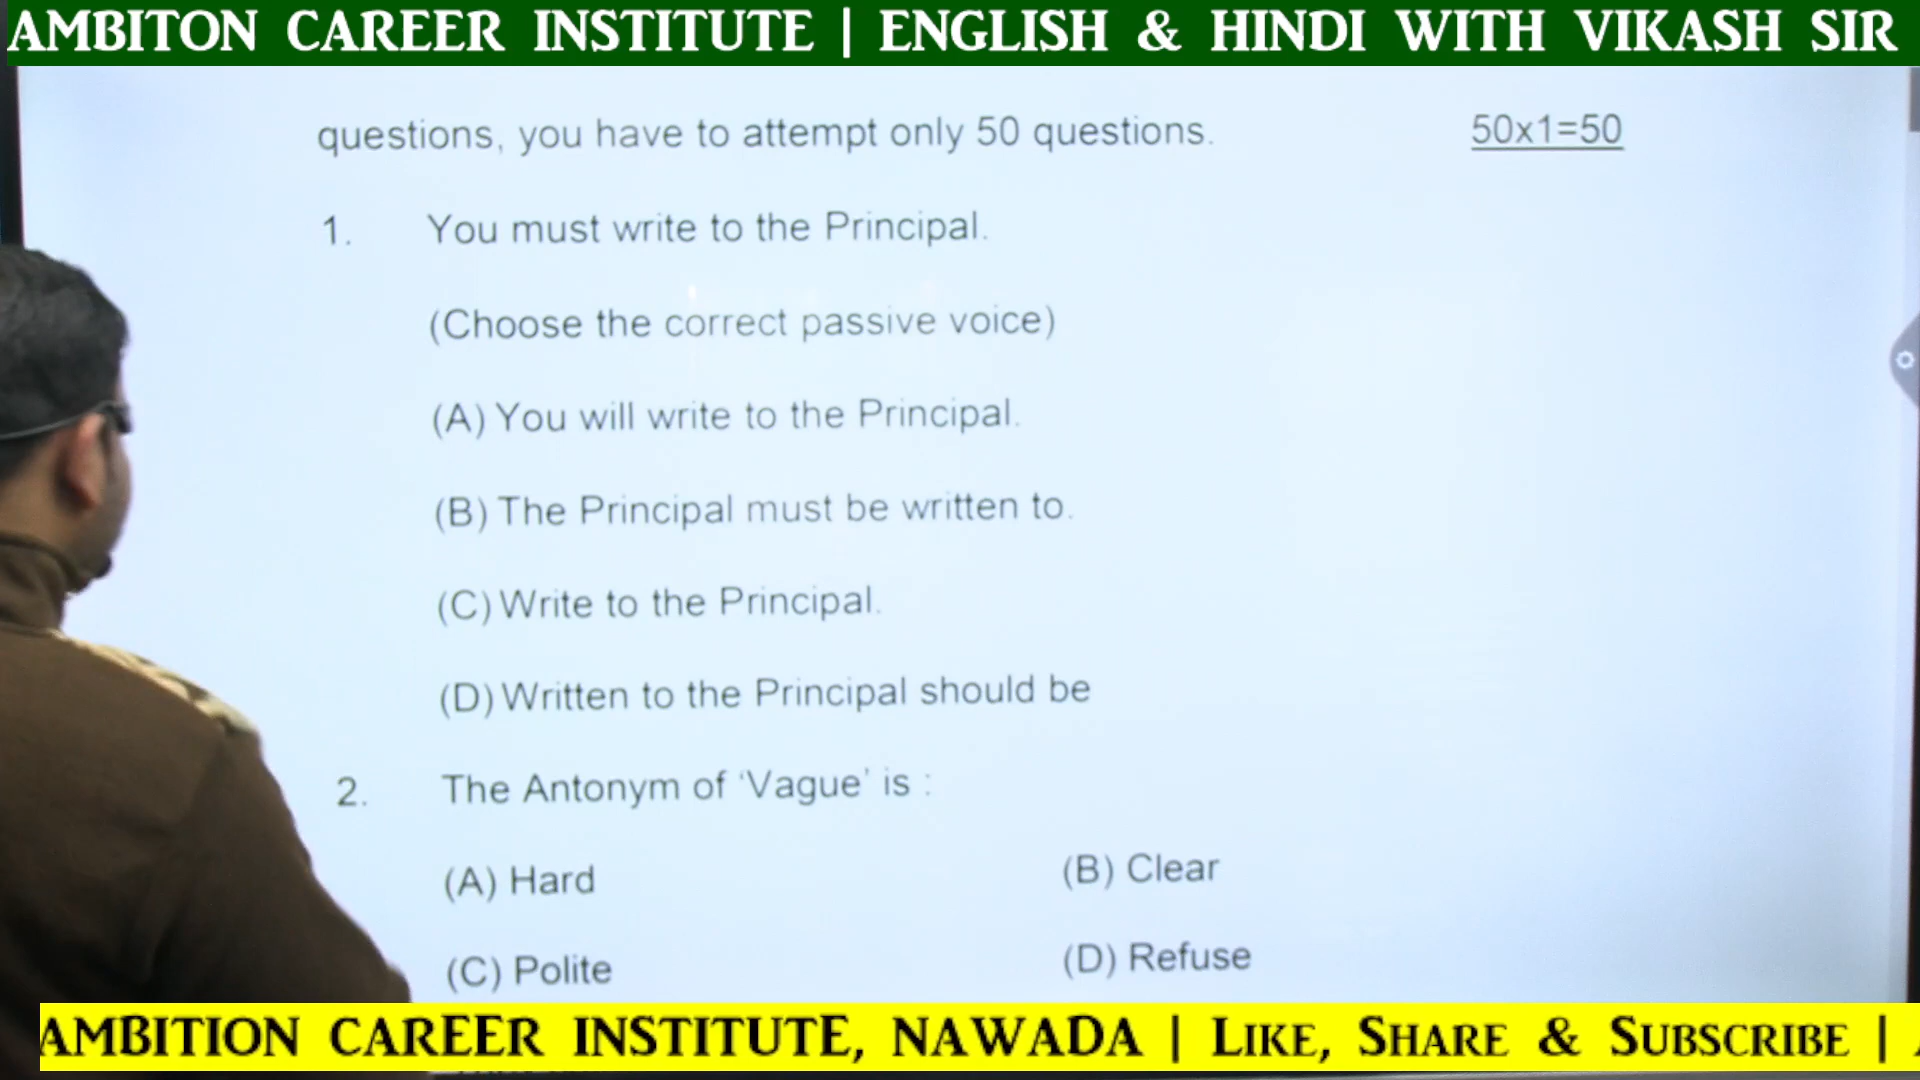 AMBITON CAREER INSTITUTE | ENGLISH & HINDI WITH VIKASH SIR
questions, you have to attempt only 50 questions. 50x1=50
1. You must write to the Principal.
(Choose the correct passive voice)
(A) You will write to the Principal.
(B) The Principal must be written to.
(C) Write to the Principal.
(D) Written to the Principal should be
2. The Antonym of ‘Vague’ is :
(A) Hard (B) Clear
(C) Polite (D) Refuse
AMBITION CAREER INSTITUTE, NAWADA | LIKE, SHARE & SUBSCRIBE |